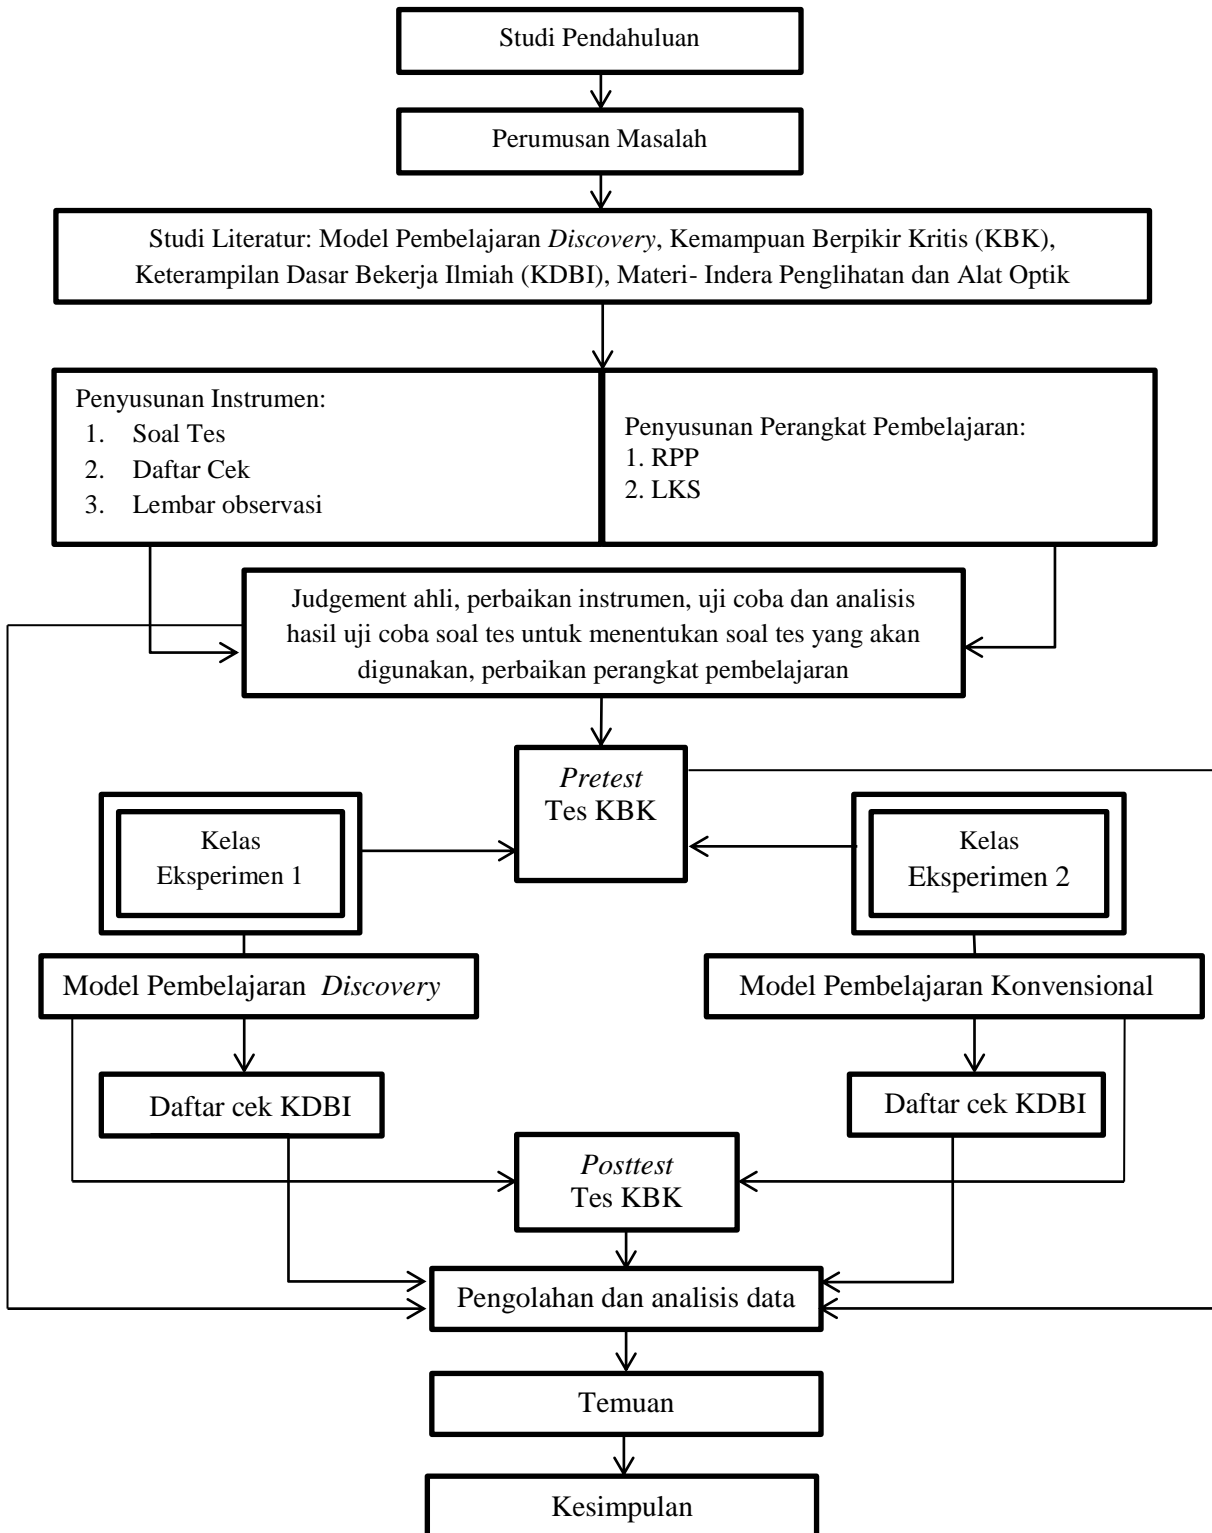 Studi Pendahuluan
Perumusan Masalah
Studi Literatur: Model Pembelajaran Discovery, Kemampuan Berpikir Kritis (KBK),
Keterampilan Dasar Bekerja Ilmiah (KDBI), Materi- Indera Penglihatan dan Alat Optik
Penyusunan Instrumen:
1. Soal Tes
2. Daftar Cek
3. Lembar observasi
Penyusunan Perangkat Pembelajaran:
1. RPP
2. LKS
Judgement ahli, perbaikan instrumen, uji coba dan analisis
hasil uji coba soal tes untuk menentukan soal tes yang akan
digunakan, perbaikan perangkat pembelajaran
Pretest
Tes KBK
Kelas
Eksperimen 1
Kelas
Eksperimen 2
Model Pembelajaran Discovery
Model Pembelajaran Konvensional
Daftar cek KDBI
Daftar cek KDBI
Posttest
Tes KBK
Pengolahan dan analisis data
Temuan
Kesimpulan